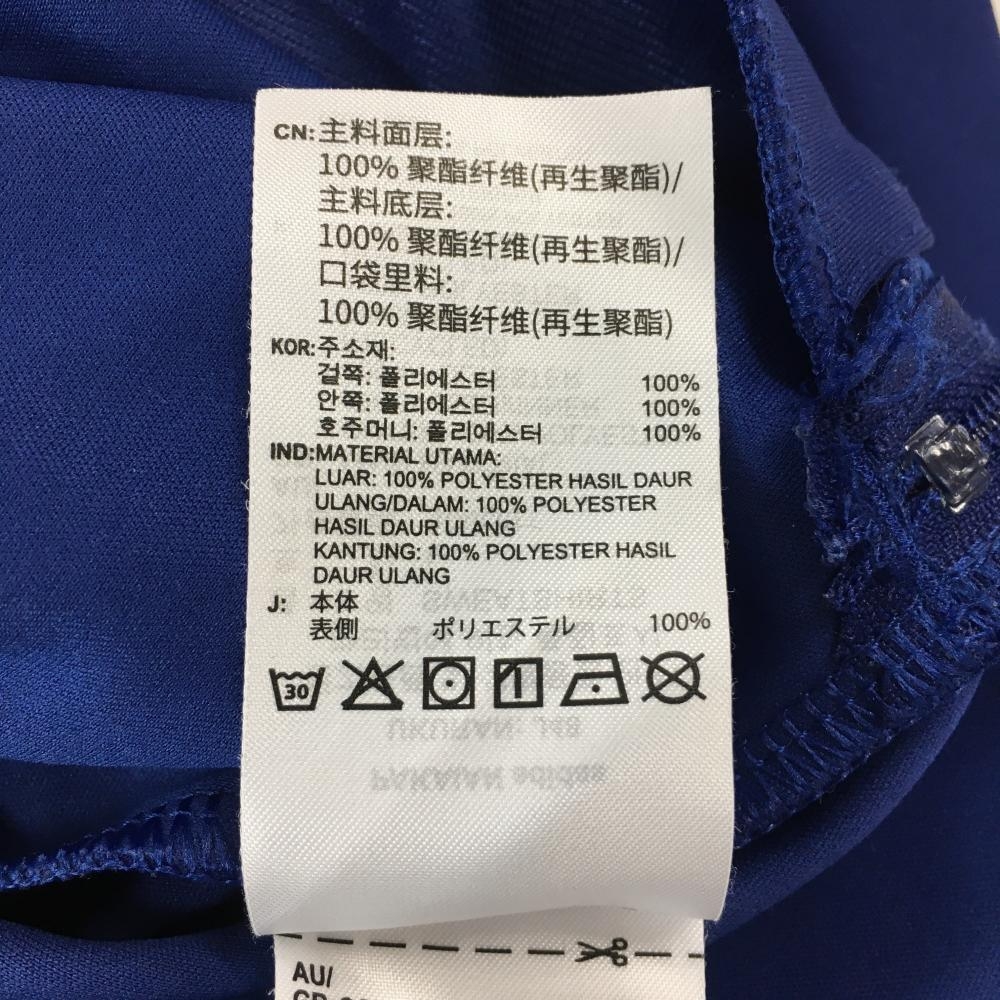 CN:主料面层:
100% 聚酯纤维(再生聚酯)/
主料底层:
100% 聚酯纤维(再生聚酯)/
口袋里料:
100% 聚酯纤维(再生聚酯)
KOR:주소재:
겉쪽: 폴리에스터 100%
안쪽: 폴리에스터 100%
호주머니: 폴리에스터 100%
IND:MATERIAL UTAMA:
LUAR: 100% POLYESTER HASIL DAUR
ULANG/DALAM: 100% POLYESTER
HASIL DAUR ULANG
KANTUNG: 100% POLYESTER HASIL
DAUR ULANG
J: 本体
表側 ポリエステル 100%
30
UKURAN: J48
PAKAIAN adidas
AU/